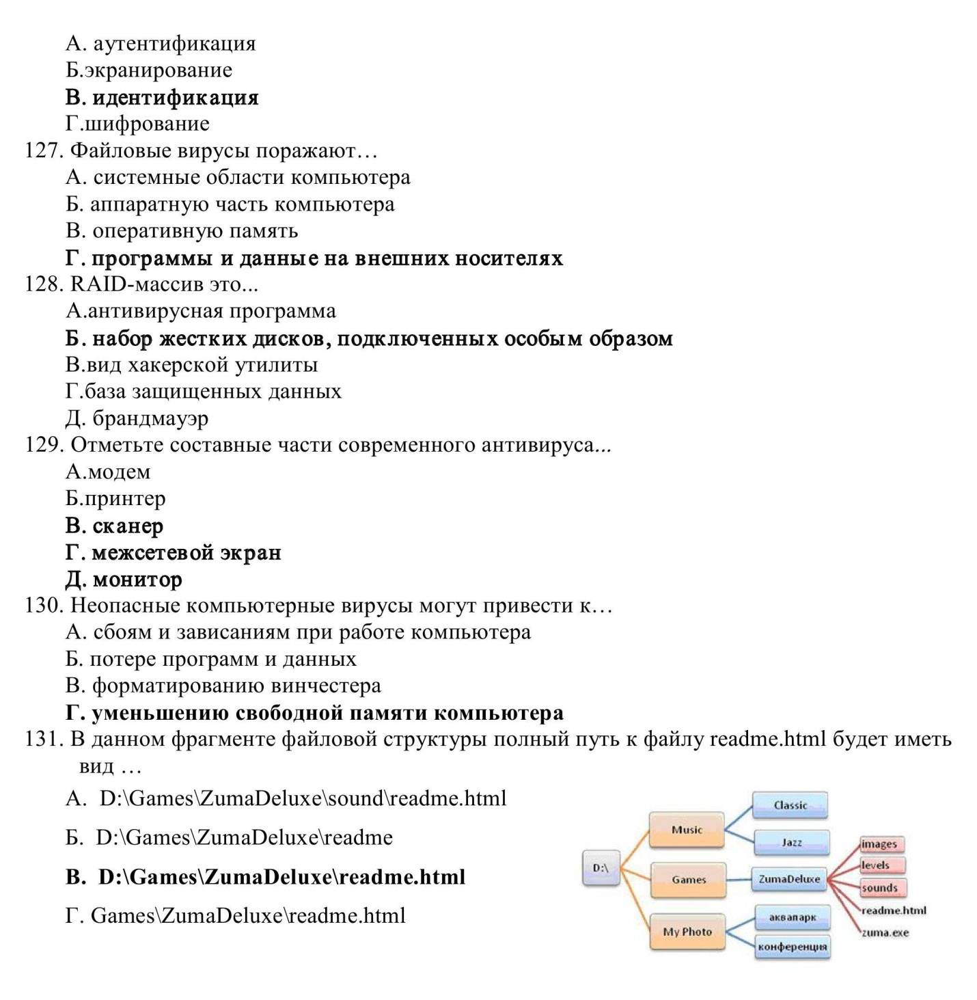 А. аутентификация
Б.экранирование
В. идентификация
Г.шифрование
127. Файловые вирусы поражают…
А. системные области компьютера
Б. аппаратную часть компьютера
В. оперативную память
Г. программы и данные на внешних носителях
128. RAID-массив это...
А.антивирусная программа
Б. набор жестких дисков, подключенных особым образом
В.вид хакерской утилиты
Г.база защищенных данных
Д. брандмауэр
129. Отметьте составные части современного антивируса...
А.модем
Б.принтер
В. сканер
Г. межсетевой экран
Д. монитор
130. Неопасные компьютерные вирусы могут привести к…
А. сбоям и зависаниям при работе компьютера
Б. потере программ и данных
В. форматированию винчестера
Г. уменьшению свободной памяти компьютера
131. В данном фрагменте файловой структуры полный путь к файлу readme.html будет иметь
вид …
А. D:\Games\ZumaDeluxe\sound\readme.html
Б. D:\Games\ZumaDeluxe\readme
В. D:\Games\ZumaDeluxe\readme.html
Г. Games\ZumaDeluxe\readme.html
D:\
Music
Games
My Photo
Classic
Jazz
ZumaDeluxe
аквапарк
конференция
images
levels
sounds
readme.html
zuma.exe